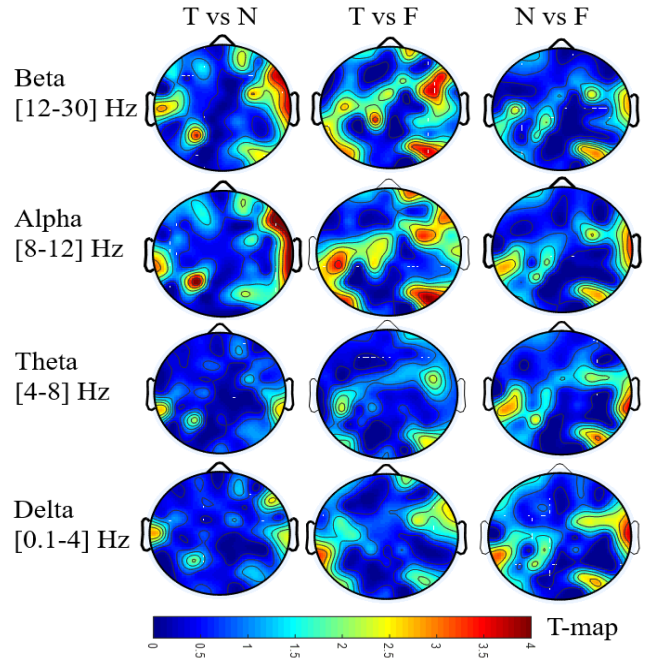 T vs N
T vs F
N vs F
Beta
[12-30] Hz
Alpha
[8-12] Hz
Theta
[4-8] Hz
Delta
[0.1-4] Hz
T-map
0
0.5
1
1.5
2
2.5
3
3.5
4